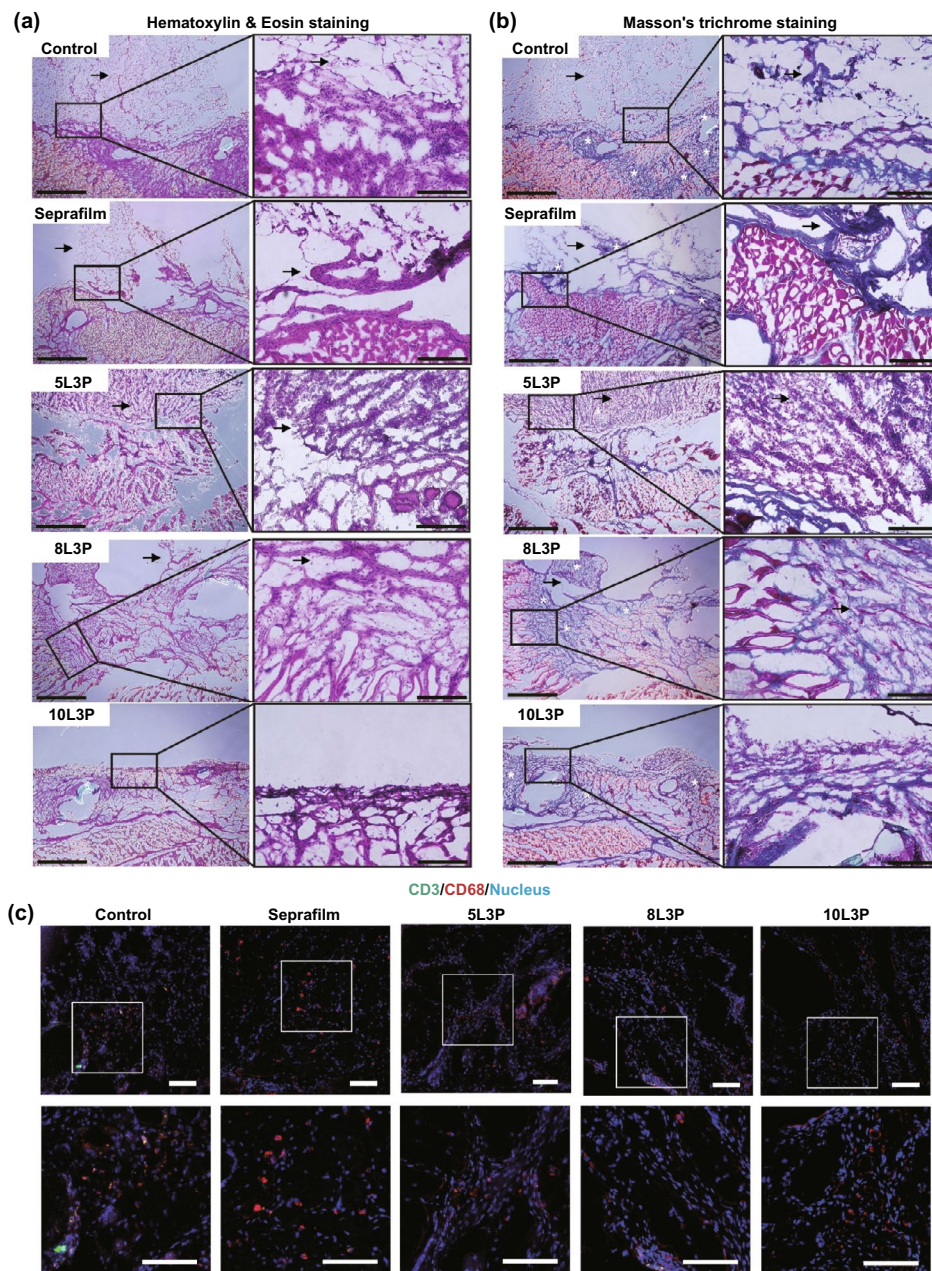 (a)
Hematoxylin & Eosin staining
Control
Seprafilm
5L3P
8L3P
10L3P
(b)
Masson's trichrome staining
Control
Seprafilm
5L3P
8L3P
10L3P
CD3/CD68/Nucleus
(c)
Control
Seprafilm
5L3P
8L3P
10L3P